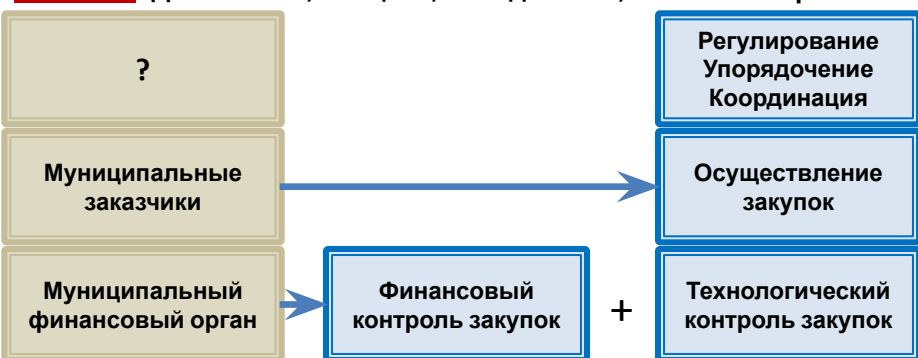 ?
Регулирование
Упорядочение
Координация
Муниципальные
заказчики
Осуществление
закупок
Муниципальный
финансовый орган
Финансовый
контроль закупок
+
Технологический
контроль закупок